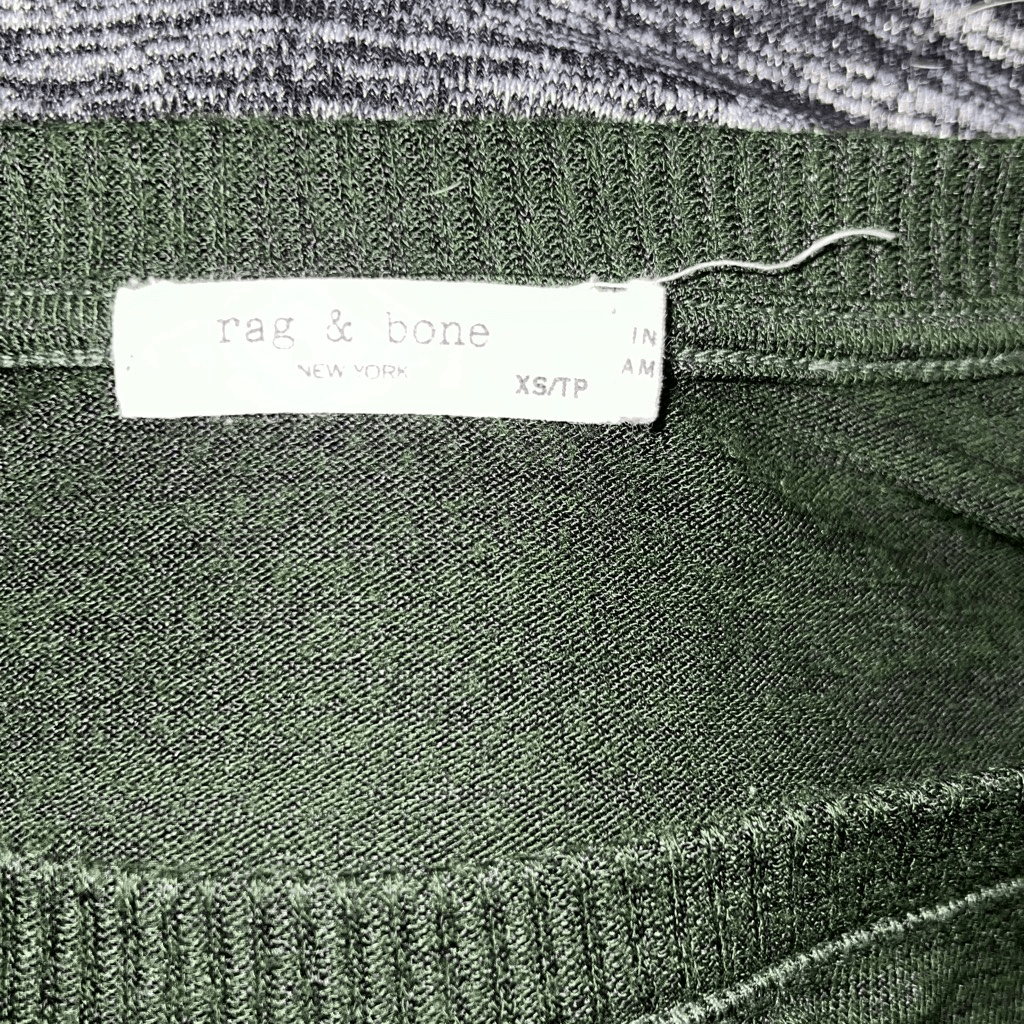 rag & bone
NEW YORK
XS/TP
IN
AM